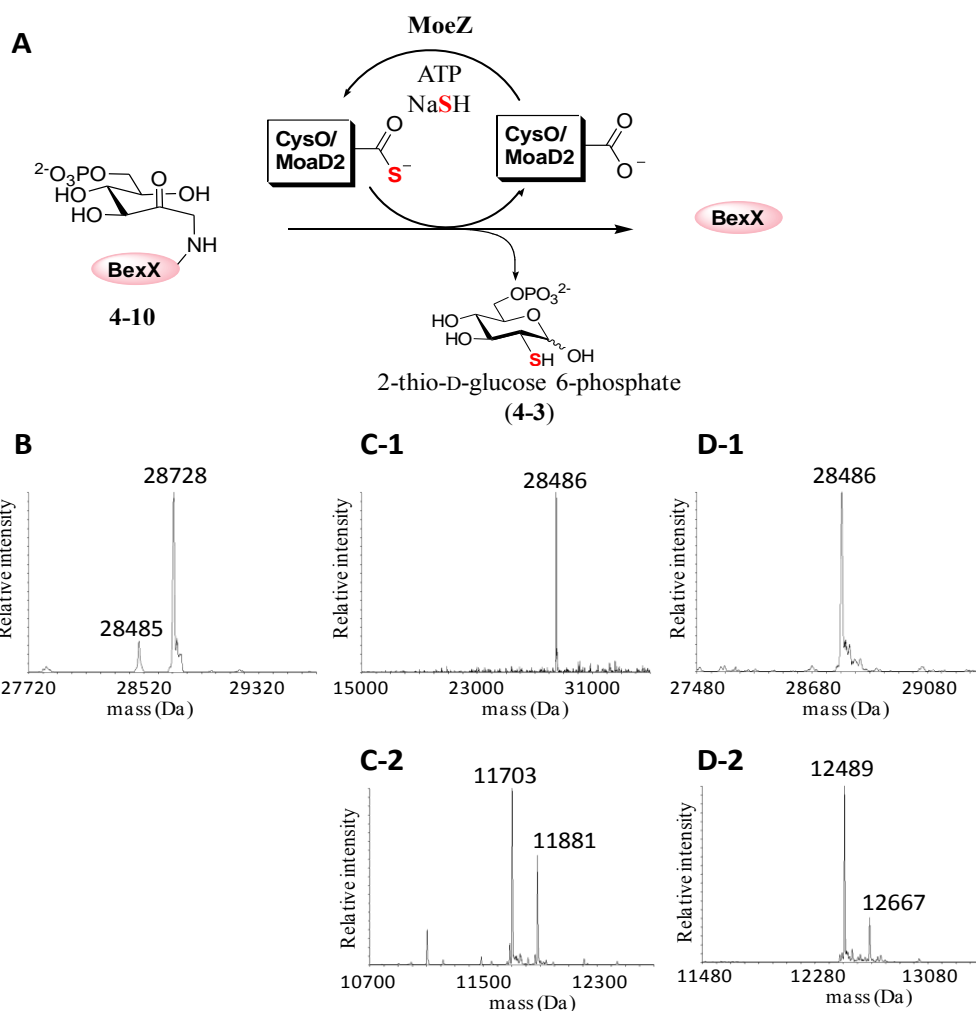 A
MoeZ
ATP
NaSH
CysO/
MoaD2
O
S⁻
CysO/
MoaD2
O
O⁻
²⁻O₃PO
O
OH
HO
HO
NH
BexX
4-10
BexX
OPO₃²⁻
HO
O
HO
SH
OH
2-thio-D-glucose 6-phosphate
(4-3)
B
28728
28485
Relative intensity
27720 28520 29320
mass (Da)
C-1
28486
Relative intensity
15000 23000 31000
mass (Da)
D-1
28486
Relative intensity
27480 28680 29080
mass (Da)
C-2
11703
11881
Relative intensity
10700 11500 12300
mass (Da)
D-2
12489
12667
Relative intensity
11480 12280 13080
mass (Da)